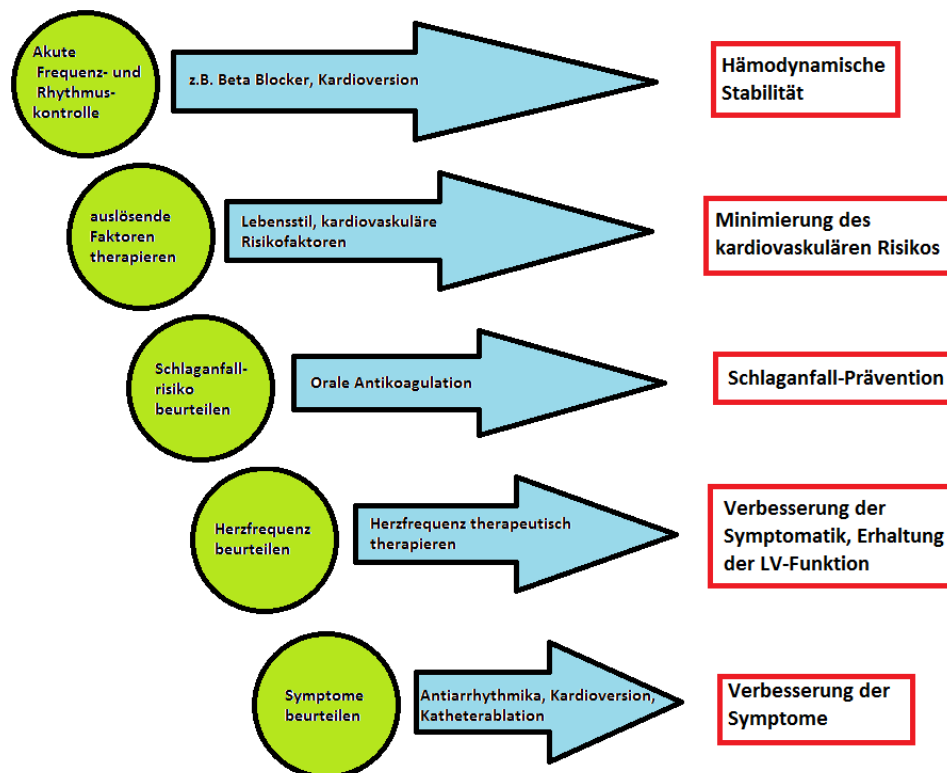 Akute
Frequenz- und
Rhythmus-
kontrolle
z.B. Beta Blocker, Kardioversion
Hämodynamische
Stabilität
auslösende
Faktoren
therapieren
Lebensstil, kardiovaskuläre
Risikofaktoren
Minimierung des
kardiovaskulären Risikos
Schlaganfall-
risiko
beurteilen
Orale Antikoagulation
Schlaganfall-Prävention
Herzfrequenz
beurteilen
Herzfrequenz therapeutisch
therapieren
Verbesserung der
Symptomatik, Erhaltung
der LV-Funktion
Symptome
beurteilen
Antiarrhythmika, Kardioversion,
Katheterablation
Verbesserung der
Symptome